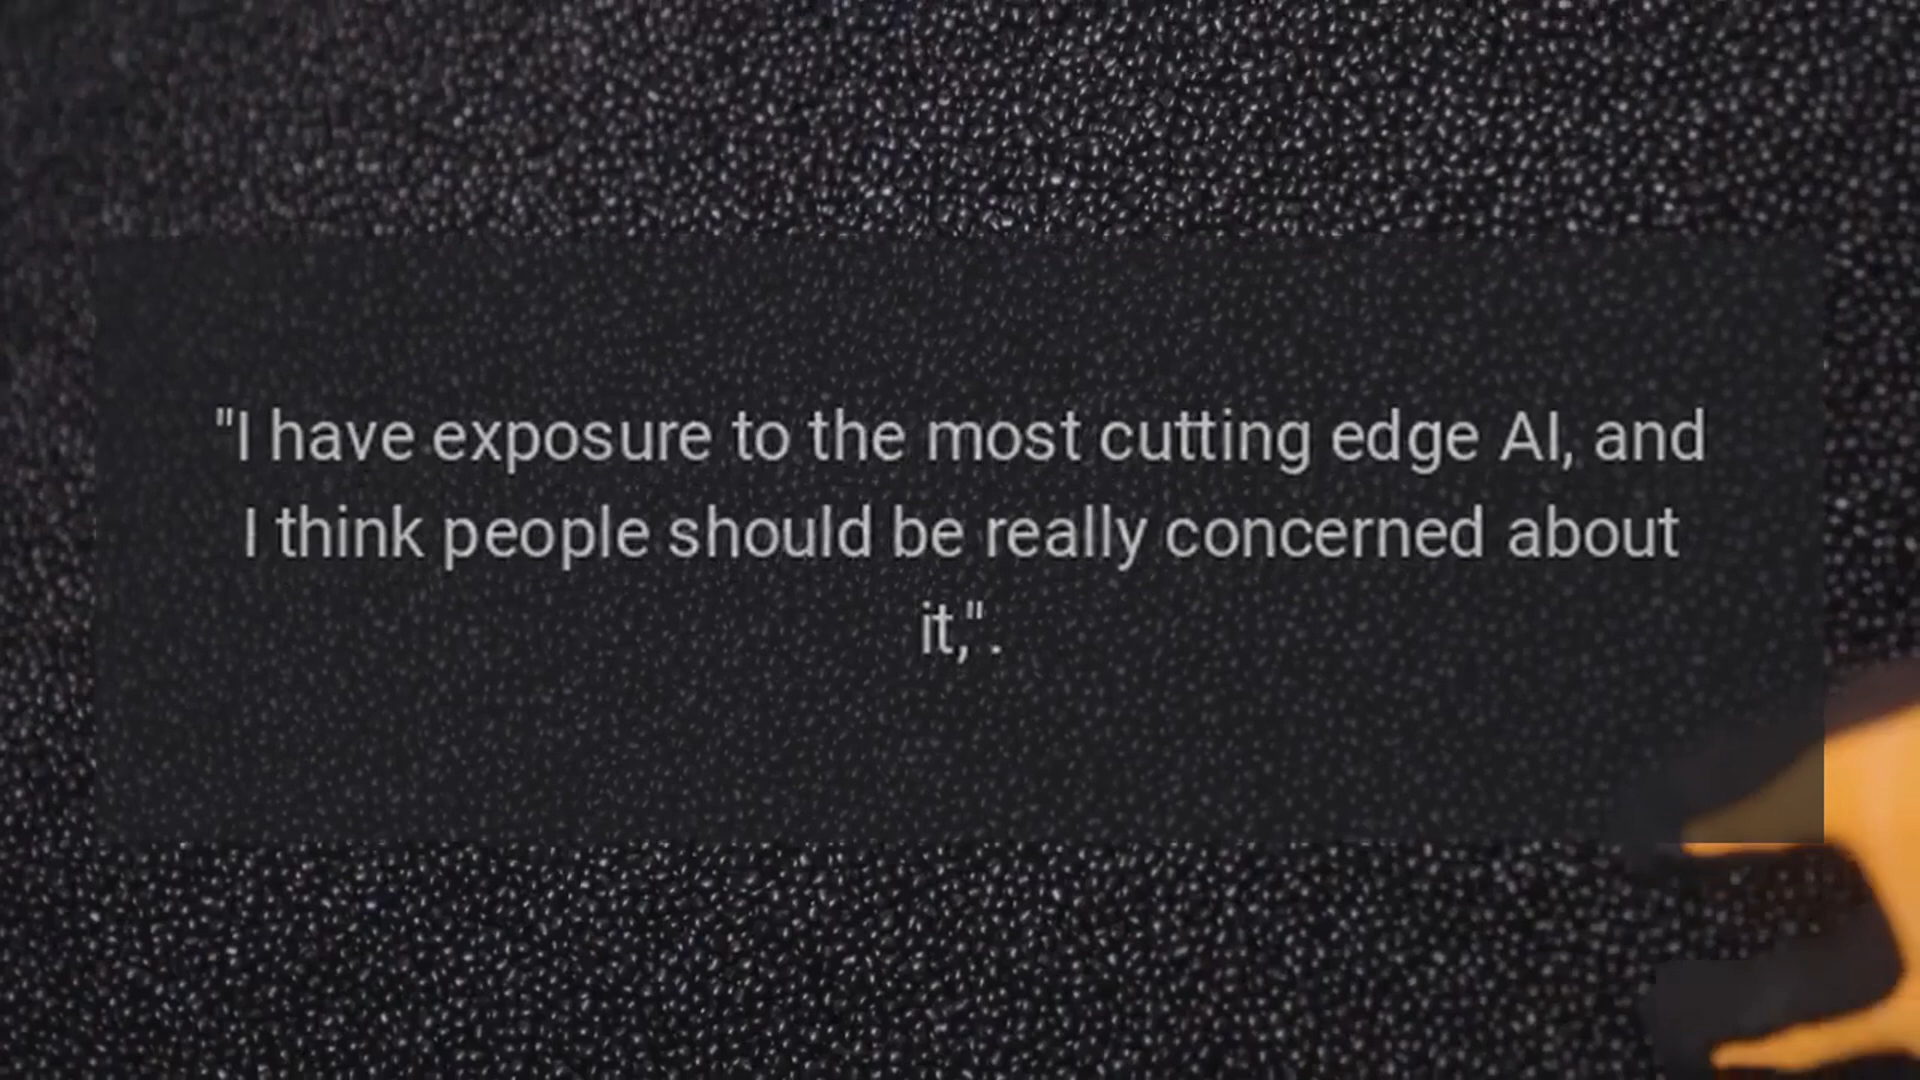 "I have exposure to the most cutting edge AI, and
I think people should be really concerned about
it,".